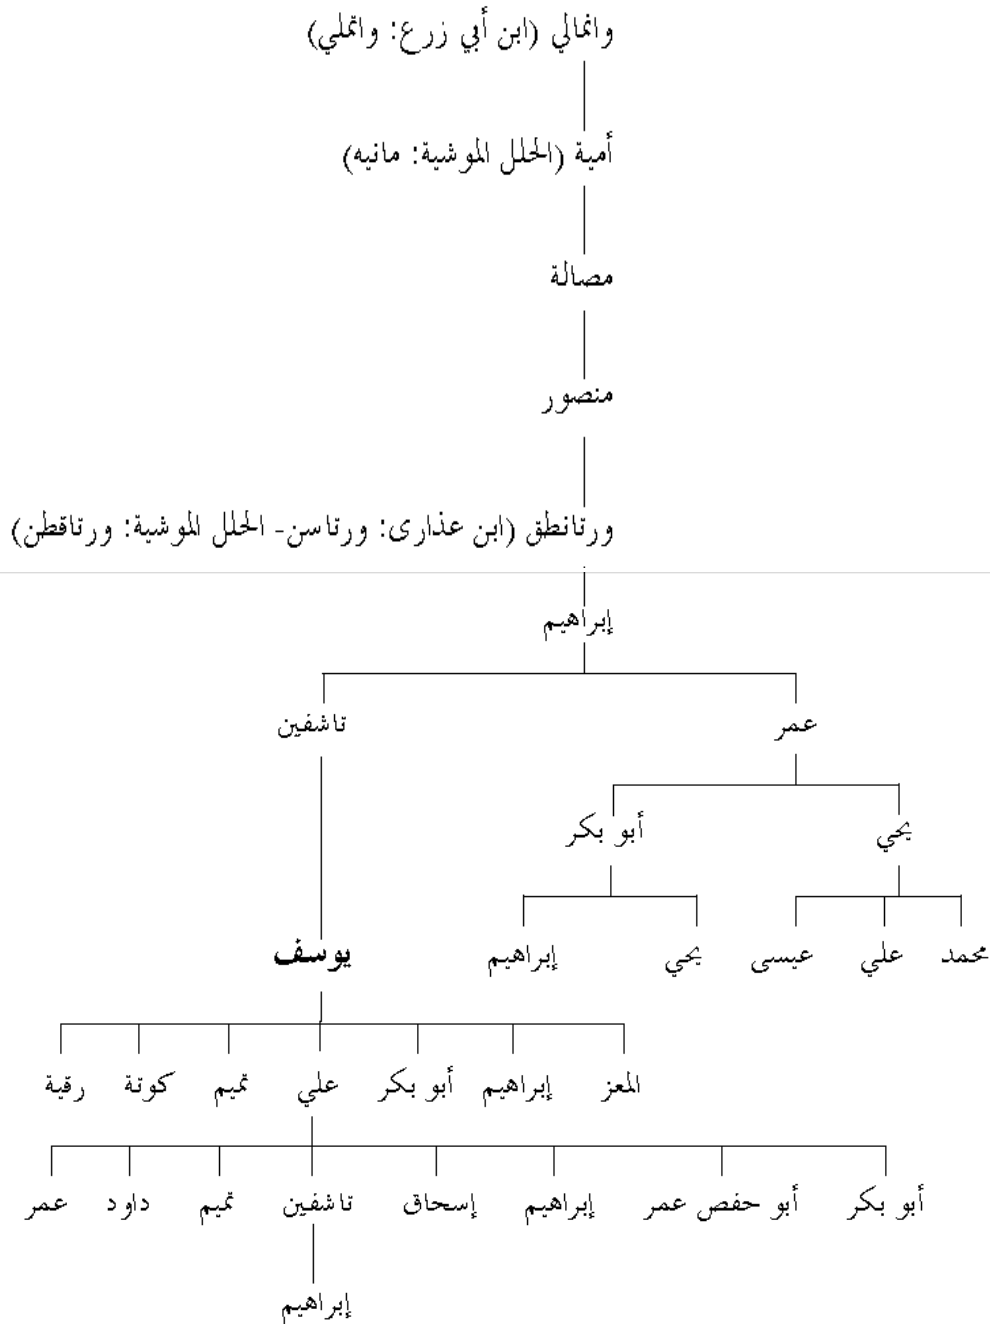 وانمالي (ابن أبي زرع: واتملي)
أمية (الحلل الموشية: مانيه)
مصالة
منصور
ورتانطق (ابن عذارى: ورتاسن- الحلل الموشية: ورتاقطن)
إبراهيم
عمر تاشفين
يحي أبو بكر
محمد علي عيسى يحي إبراهيم يوسف
المعز إبراهيم أبو بكر علي تميم كوتة رقية
أبو بكر أبو حفص عمر إبراهيم إسحاق تاشفين تميم داود عمر
إبراهيم